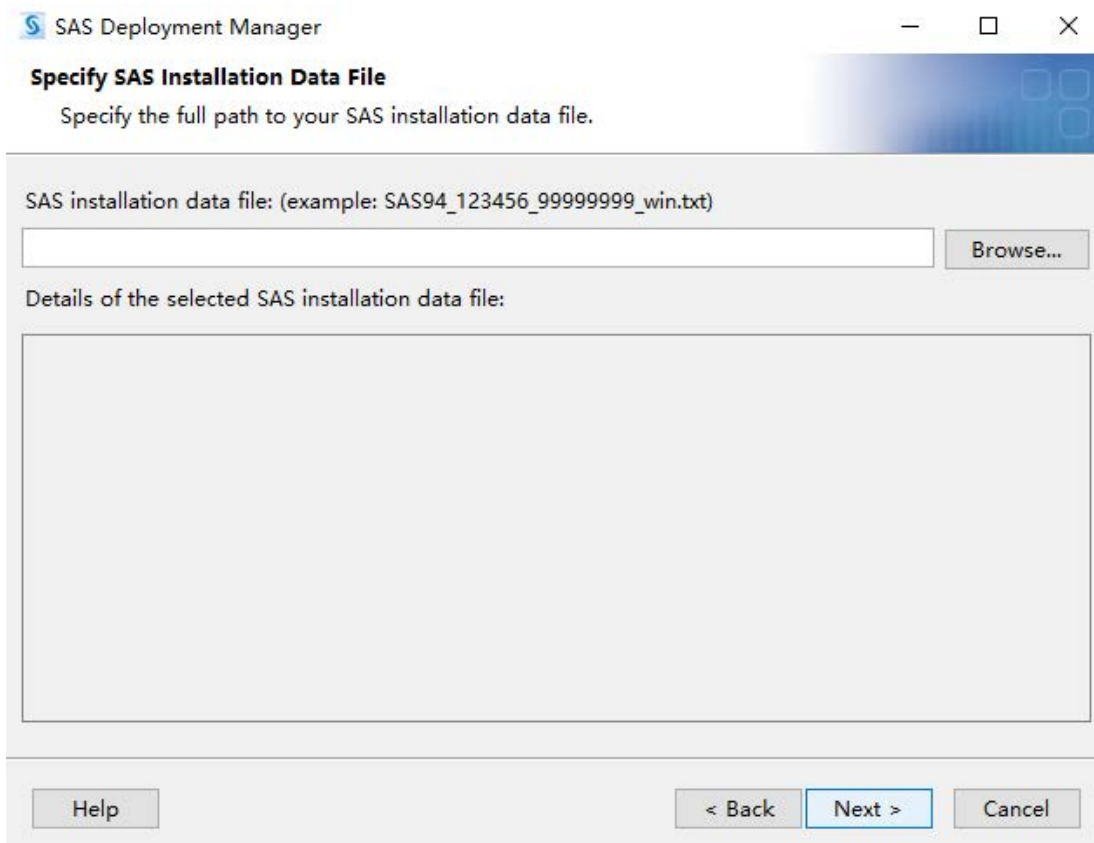 SAS Deployment Manager
Specify SAS Installation Data File
Specify the full path to your SAS installation data file.
SAS installation data file: (example: SAS94_123456_99999999_win.txt)
Browse...
Details of the selected SAS installation data file:
Help
< Back
Next >
Cancel